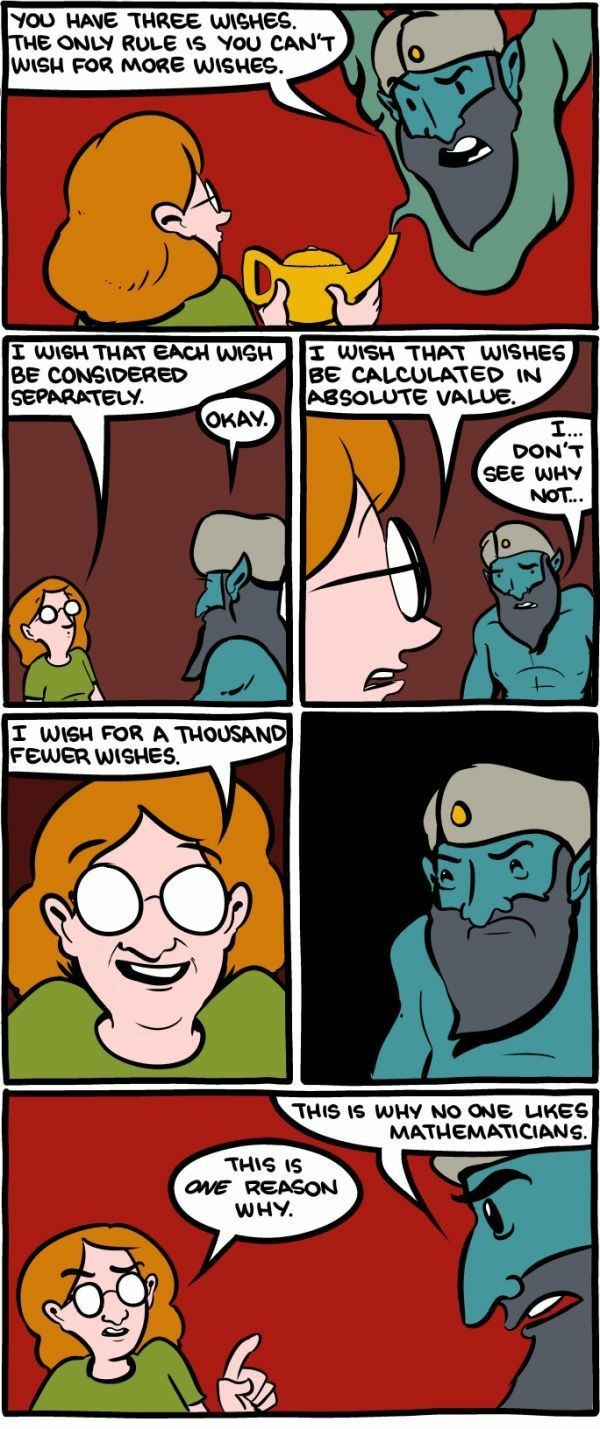 YOU HAVE THREE WISHES.
THE ONLY RULE IS YOU CAN'T
WISH FOR MORE WISHES.
I WISH THAT EACH WISH
BE CONSIDERED
SEPARATELY.
OKAY.
I WISH THAT WISHES
BE CALCULATED IN
ABSOLUTE VALUE.
I...
DON'T
SEE WHY
NOT...
I WISH FOR A THOUSAND
FEWER WISHES.
THIS IS WHY NO ONE LIKES
MATHEMATICIANS.
THIS IS
ONE REASON
WHY.